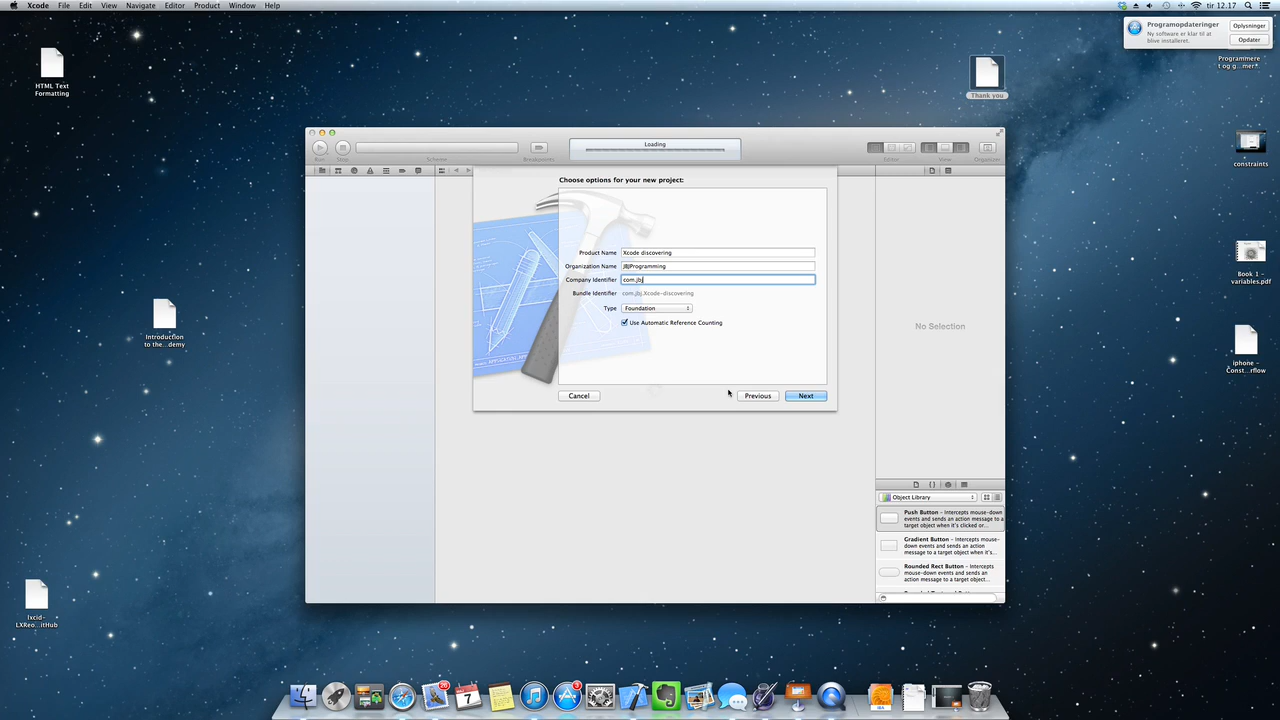 Xcode File Edit View Navigate Editor Product Window Help
tir 12.17
Programopdateringer
Ny software er klar til at
blive installeret.
Oplysninger
Opdater
HTML Text
Formatting
Thank you
Programmere
t og g...mer.*
constraints
Book 1 -
variables.pdf
iphone -
Const...rflow
Introduction
to the...demy
Run Stop Scheme Breakpoints
Loading
Editor View Organizer
Choose options for your new project:
Product Name Xcode discovering
Organization Name JBJProgramming
Company Identifier com.jbj
Bundle Identifier com.jbj.Xcode-discovering
Type Foundation
Use Automatic Reference Counting
Cancel Previous Next
No Selection
Object Library
Push Button - Intercepts mouse-down
events and sends an action message to a
target object when it's clicked or...
Gradient Button - Intercepts mouse-
down events and sends an action
message to a target object when it's...
Rounded Rect Button - Intercepts
mouse-down events and sends an
action message to a target object...
7